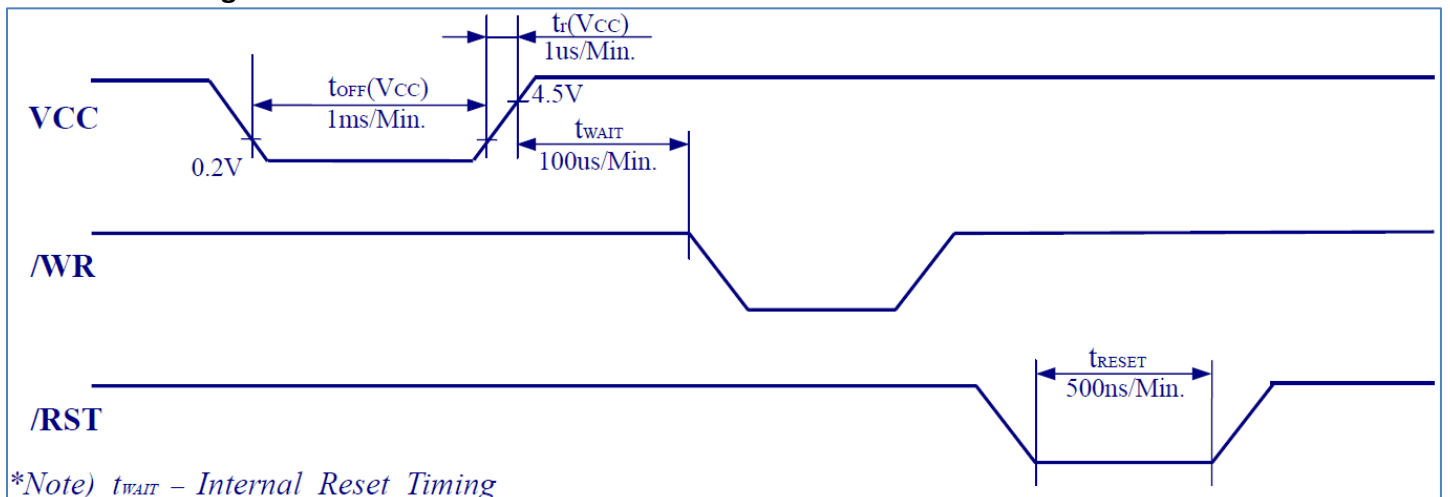 tr(VCC)
1us/Min.
tOFF(VCC)
1ms/Min.
4.5V
VCC
tWAIT
100us/Min.
0.2V
/WR
tRESET
500ns/Min.
/RST
*Note) tWAIT – Internal Reset Timing